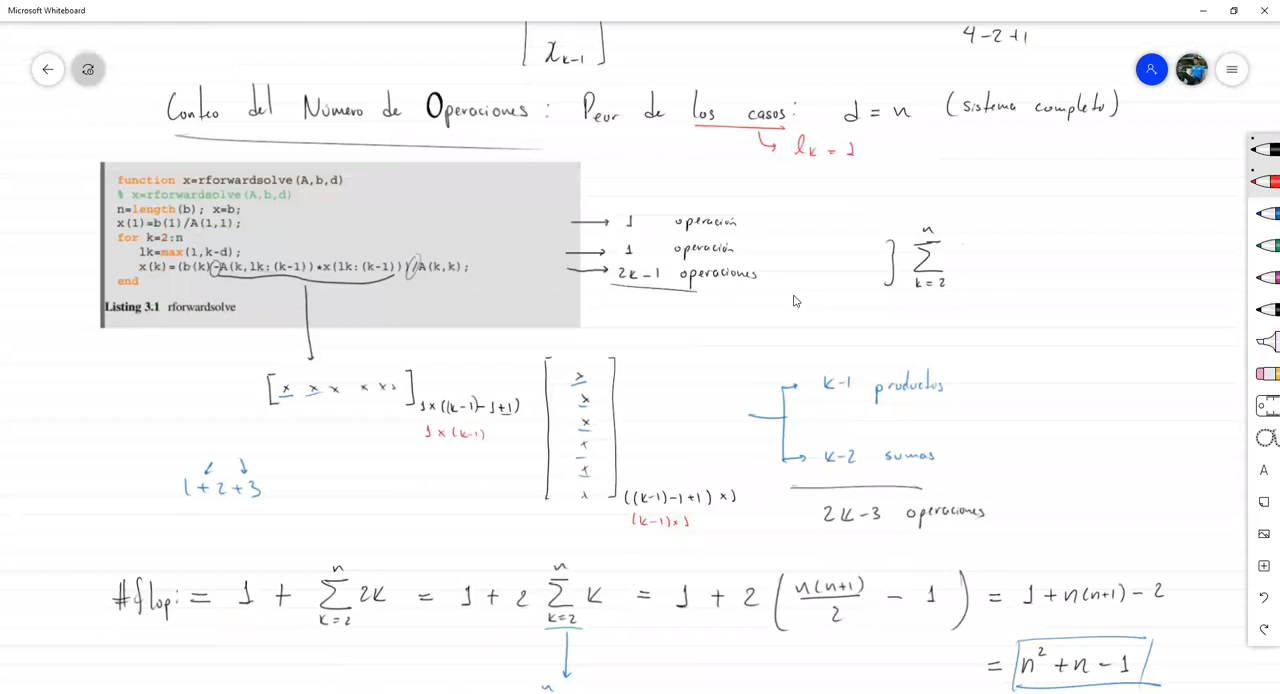 Microsoft Whiteboard
x_{k-1}
4-2+1
Conteo del Número de Operaciones: Peor de los casos: d = n (sistema completo)
l_k = 1
function x=rforwardsolve(A,b,d)
% x=rforwardsolve(A,b,d)
n=length(b); x=b;
x(1)=b(1)/A(1,1);
→ 1 operación
for k=2:n
lk=max(1,k-d);
→ 1 operación
x(k)=(b(k)-A(k,lk:(k-1))*x(lk:(k-1)))/A(k,k);
→ 2k-1 operaciones
end
} \sum_{k=2}^{n}
Listing 3.1 rforwardsolve
[x x x x x x]_{1×((k-1)-1+1)}
1×(k-1)
[x x x x x x]_{((k-1)-1+1)×1}
(k-1)×1
k-1 productos
k-2 sumas
2k-3 operaciones
1+2+3
#flop: = 1 + \sum_{k=2}^{n} 2k = 1 + 2 \sum_{k=2}^{n} k = 1 + 2 ( n(n+1)/2 - 1 ) = 1 + n(n+1) - 2
= n² + n - 1
n
A